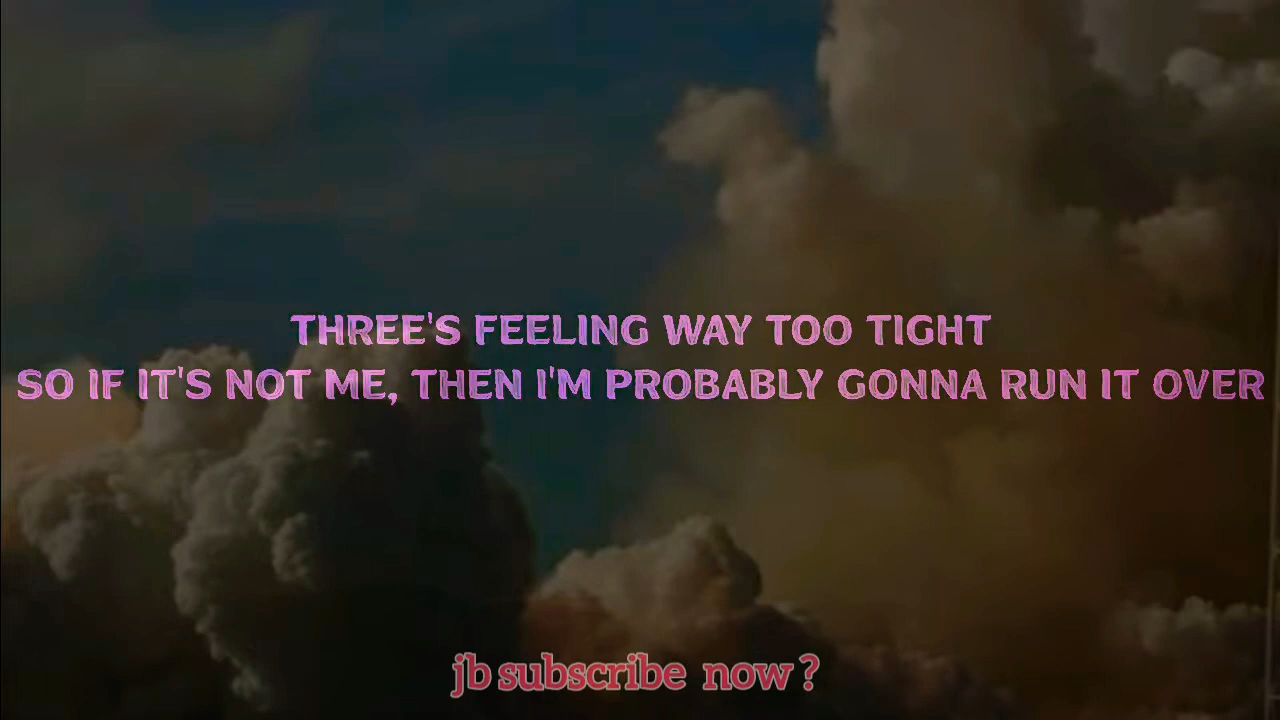 THREE'S FEELING WAY TOO TIGHT
SO IF IT'S NOT ME, THEN I'M PROBABLY GONNA RUN IT OVER
jb subscribe now ?